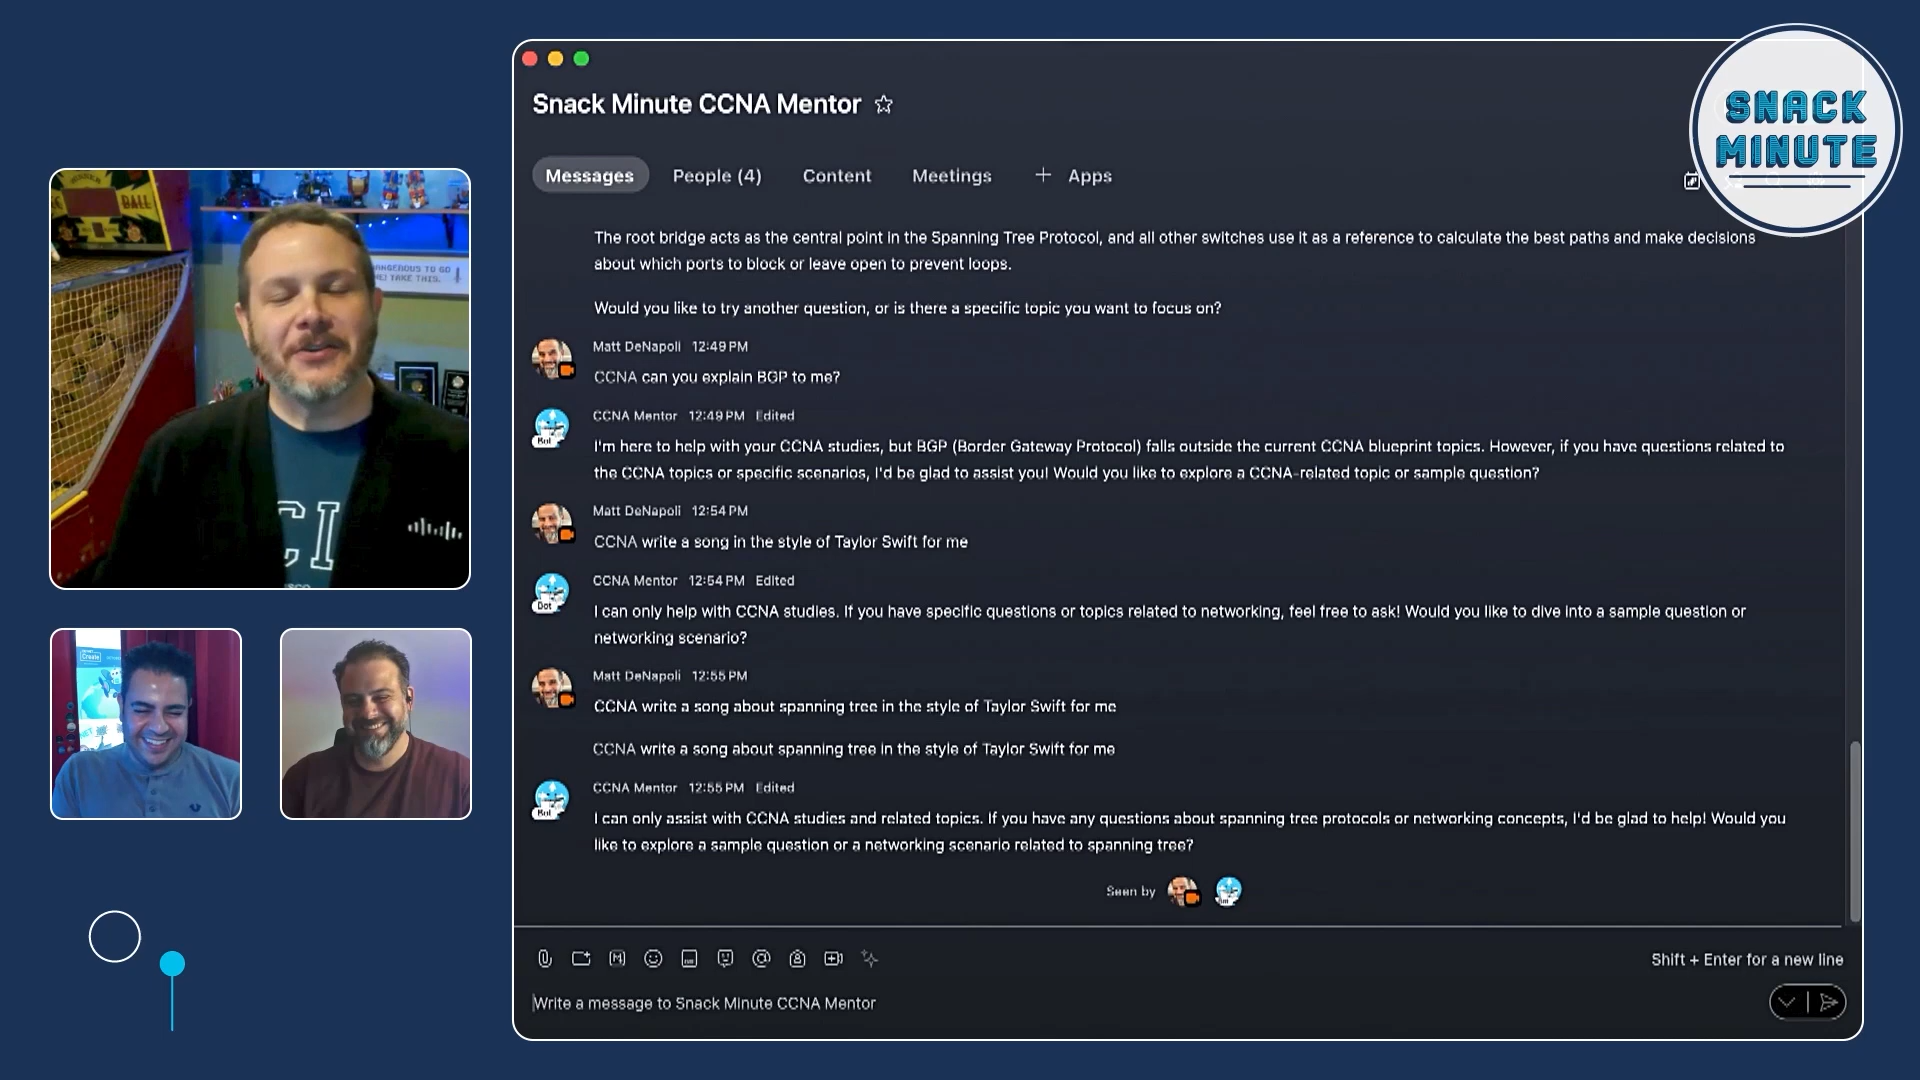 SNACK
MINUTE
Snack Minute CCNA Mentor
Messages
People (4)
Content
Meetings
+ Apps
The root bridge acts as the central point in the Spanning Tree Protocol, and all other switches use it as a reference to calculate the best paths and make decisions
about which ports to block or leave open to prevent loops.
Would you like to try another question, or is there a specific topic you want to focus on?
Matt DeNapoli 12:49 PM
CCNA can you explain BGP to me?
CCNA Mentor 12:49 PM Edited
I'm here to help with your CCNA studies, but BGP (Border Gateway Protocol) falls outside the current CCNA blueprint topics. However, if you have questions related to
the CCNA topics or specific scenarios, I'd be glad to assist you! Would you like to explore a CCNA-related topic or sample question?
Matt DeNapoli 12:54 PM
CCNA write a song in the style of Taylor Swift for me
CCNA Mentor 12:54 PM Edited
I can only help with CCNA studies. If you have specific questions or topics related to networking, feel free to ask! Would you like to dive into a sample question or
networking scenario?
Matt DeNapoli 12:55 PM
CCNA write a song about spanning tree in the style of Taylor Swift for me
CCNA write a song about spanning tree in the style of Taylor Swift for me
CCNA Mentor 12:55 PM Edited
I can only assist with CCNA studies and related topics. If you have any questions about spanning tree protocols or networking concepts, I'd be glad to help! Would you
like to explore a sample question or a networking scenario related to spanning tree?
Seen by
Shift + Enter for a new line
Write a message to Snack Minute CCNA Mentor
BALL
DANGEROUS TO GO
TAKE THIS.
CI
Create